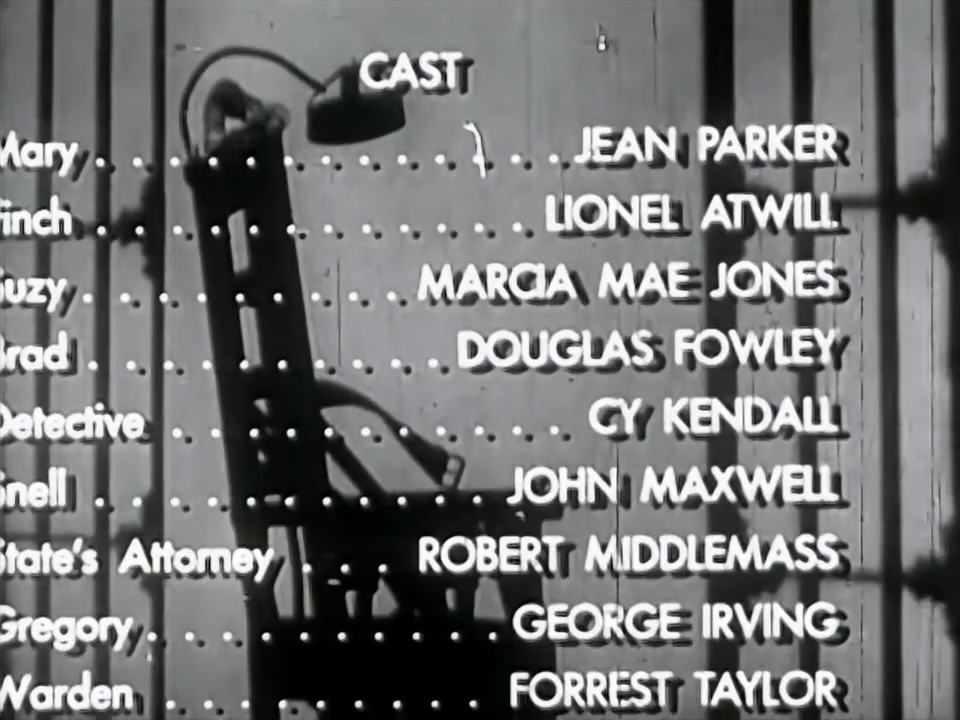 CAST
Mary . . . . . . . . . . . . . JEAN PARKER
Finch . . . . . . . . . . . . LIONEL ATWILL
Suzy . . . . . . . . . MARCIA MAE JONES
Brad . . . . . . . . . . DOUGLAS FOWLEY
Detective . . . . . . . . . . . CY KENDALL
Snell . . . . . . . . . . . JOHN MAXWELL
State's Attorney . . . ROBERT MIDDLEMASS
Gregory . . . . . . . . . . GEORGE IRVING
Warden . . . . . . . . . FORREST TAYLOR